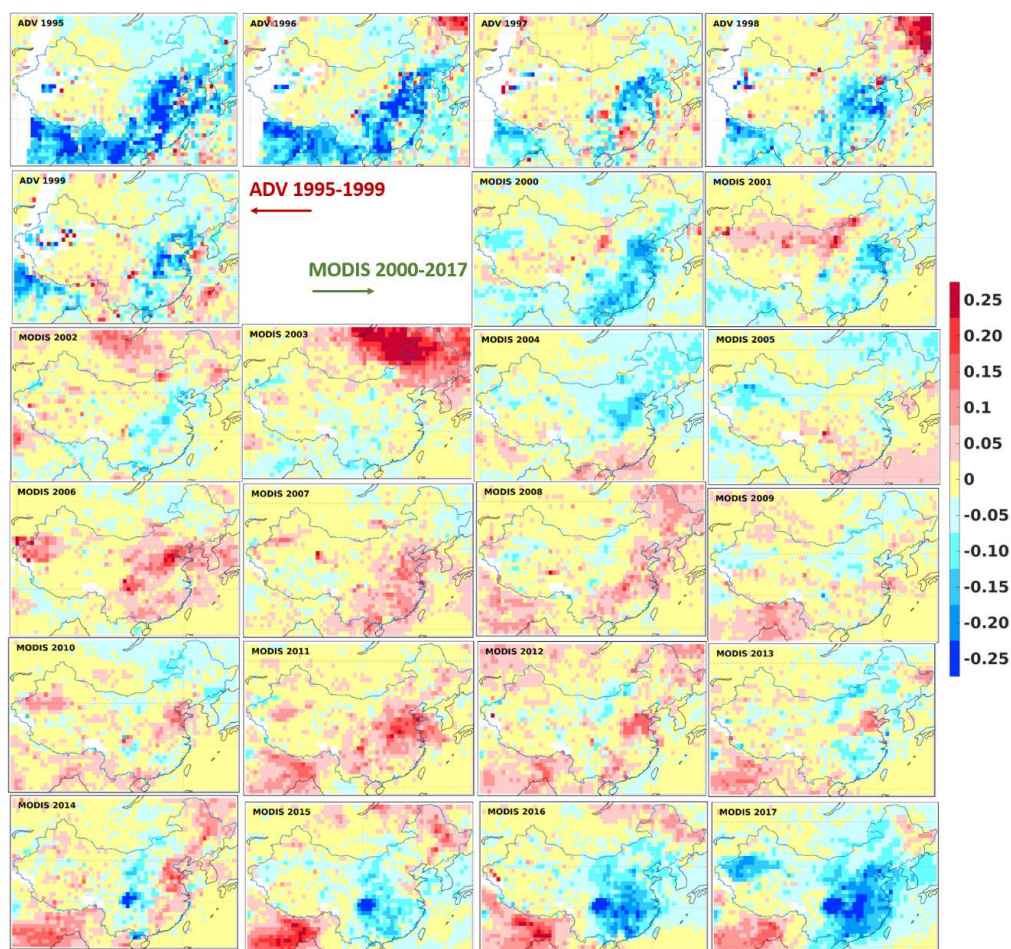 ADV 1995
ADV 1996
ADV 1997
ADV 1998
ADV 1999
ADV 1995-1999
MODIS 2000-2017
MODIS 2000
MODIS 2001
MODIS 2002
MODIS 2003
MODIS 2004
MODIS 2005
MODIS 2006
MODIS 2007
MODIS 2008
MODIS 2009
MODIS 2010
MODIS 2011
MODIS 2012
MODIS 2013
MODIS 2014
MODIS 2015
MODIS 2016
MODIS 2017
0.25
0.20
0.15
0.1
0.05
0
-0.05
-0.10
-0.15
-0.20
-0.25